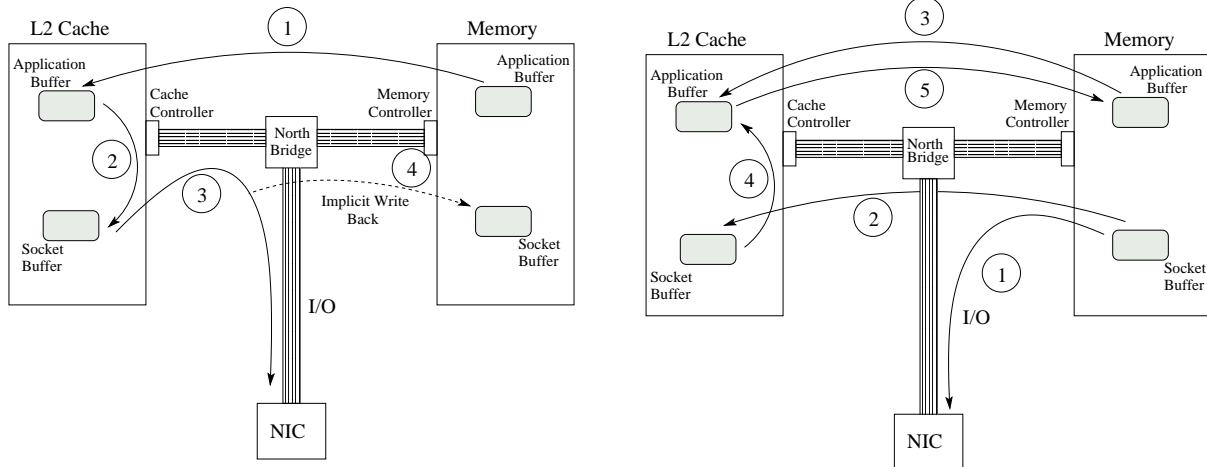 1
L2 Cache
Memory
Application
Buffer
Application
Buffer
Cache
Controller
Memory
Controller
North
Bridge
2
3
4
Implicit Write
Back
Socket
Buffer
Socket
Buffer
I/O
NIC
3
L2 Cache
Memory
Application
Buffer
Application
Buffer
5
Cache
Controller
Memory
Controller
North
Bridge
4
2
Socket
Buffer
Socket
Buffer
1
I/O
NIC